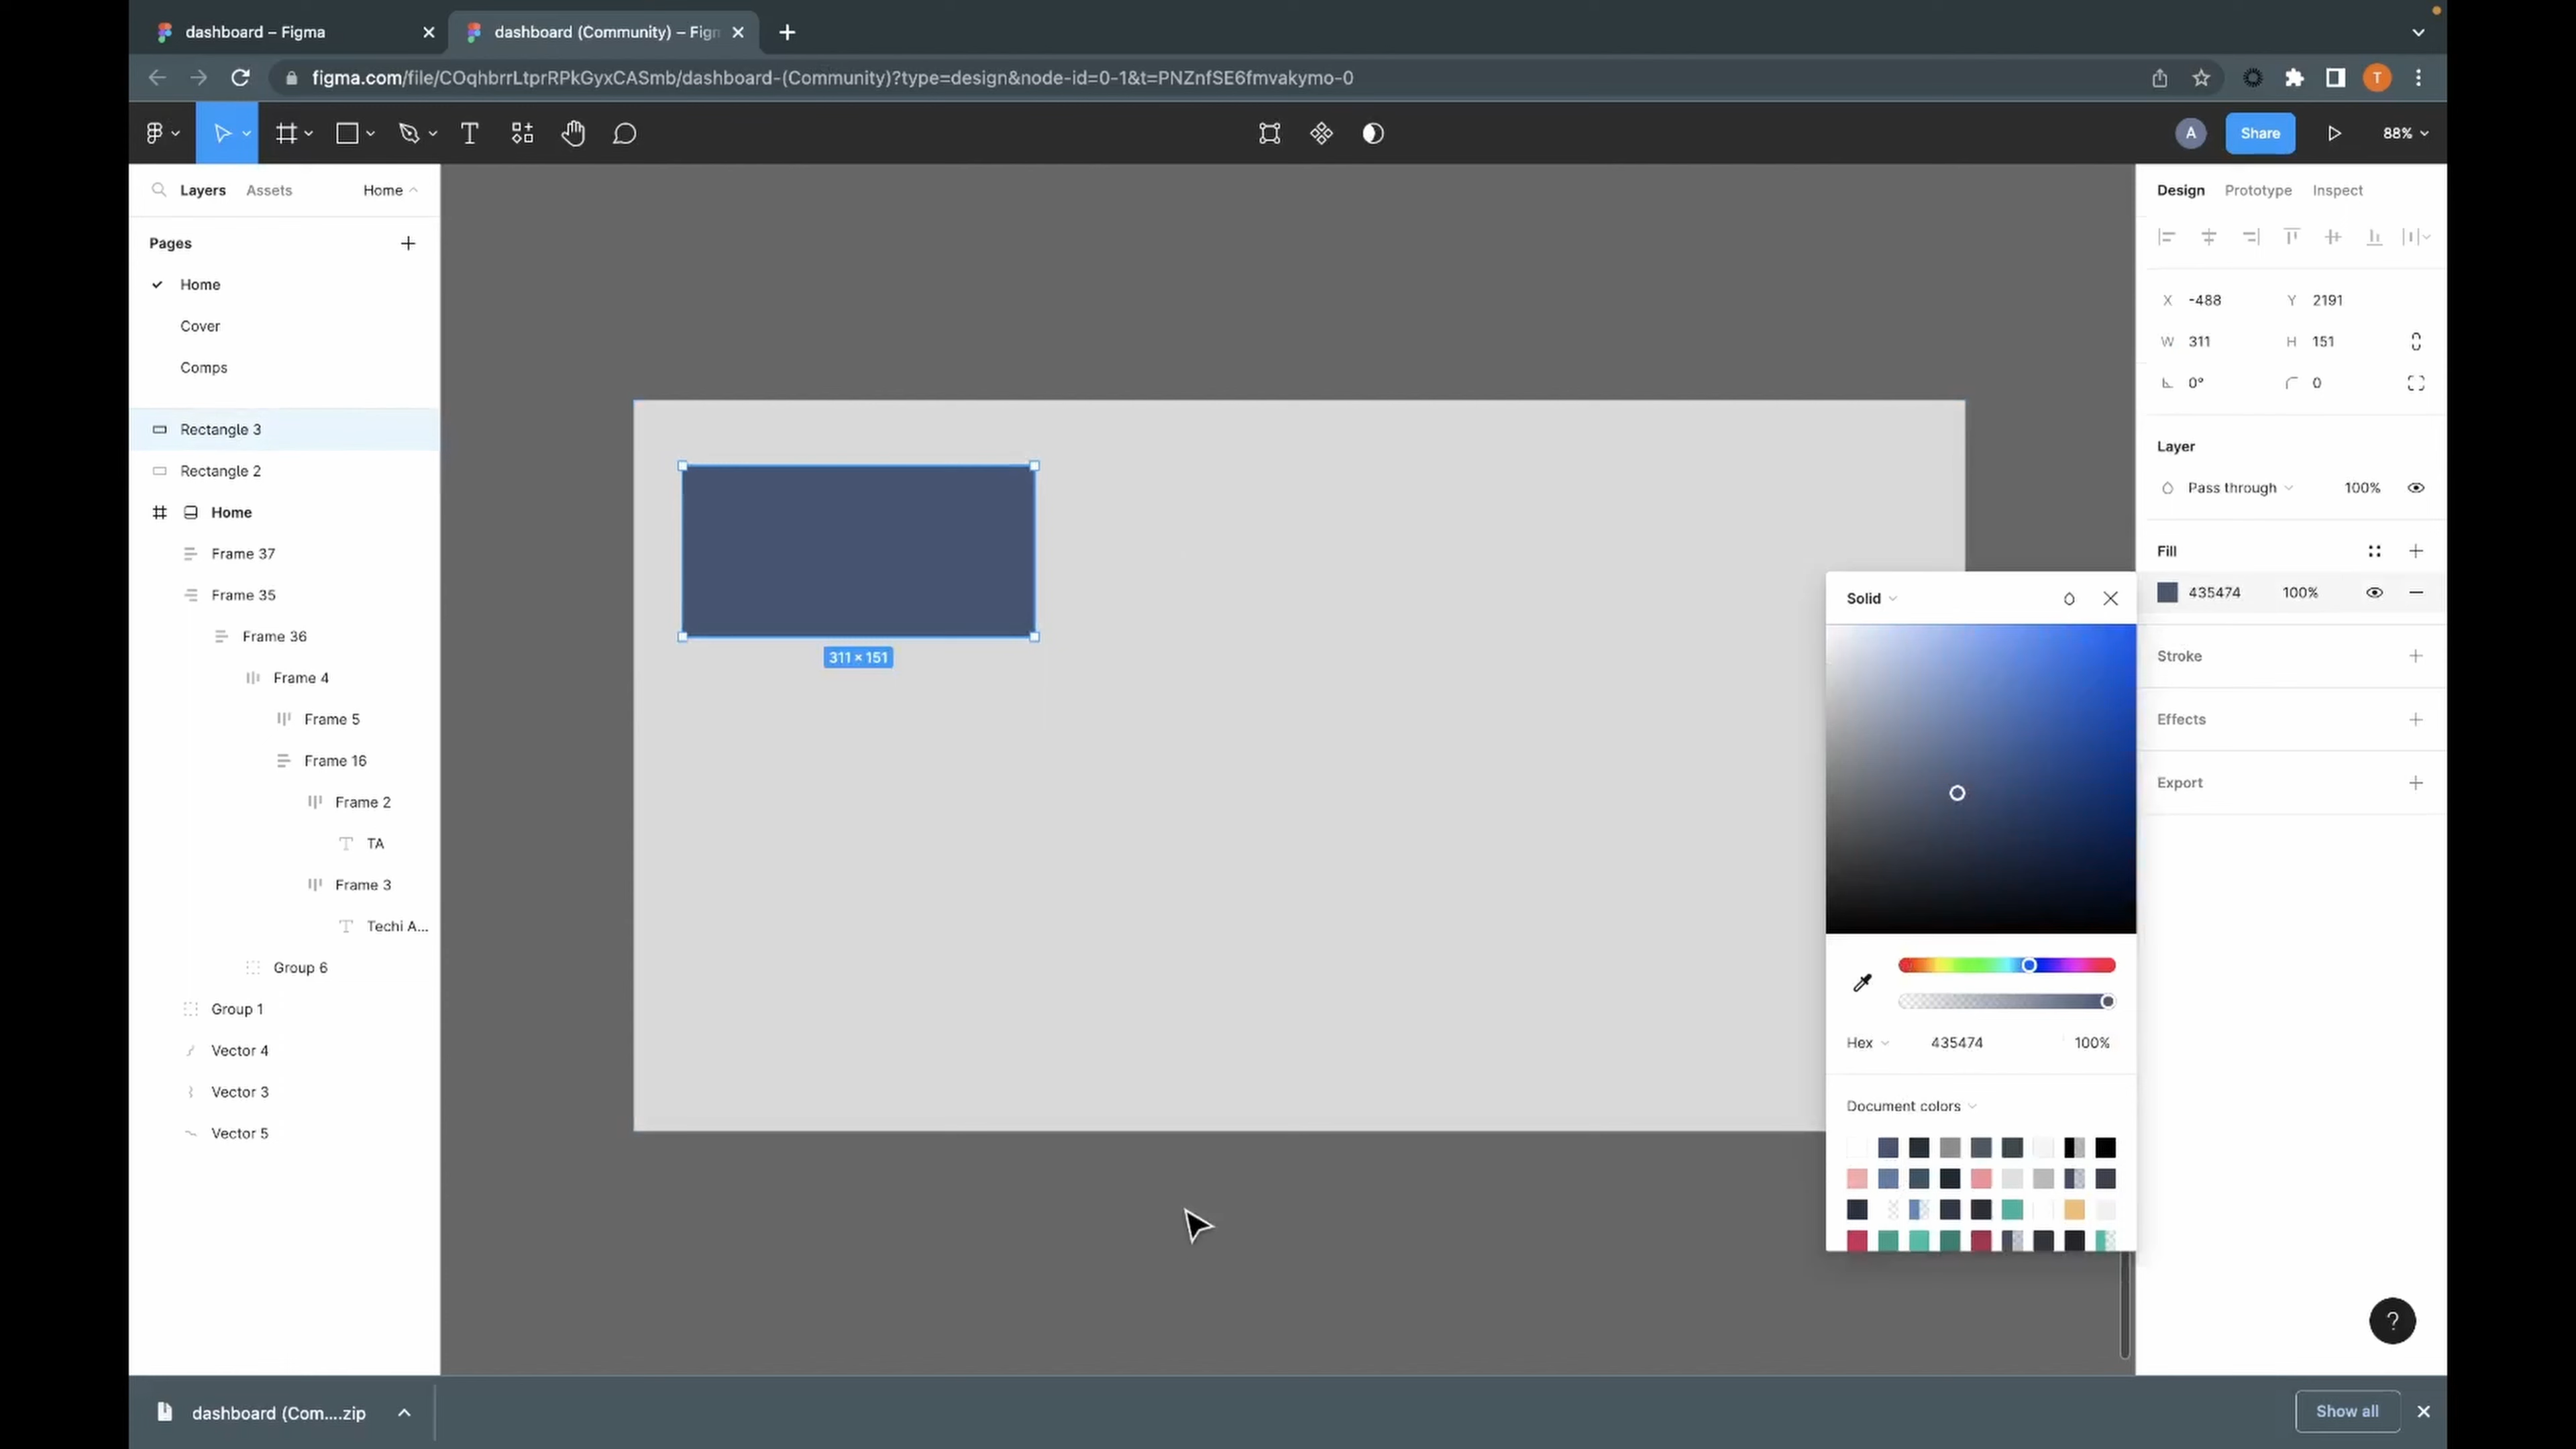 dashboard – Figma
dashboard (Community) – Figm
figma.com/file/COqhbrrLtprRPkGyxCASmb/dashboard-(Community)?type=design&node-id=0-1&t=PNZnfSE6fmvakymo-0
T
A
Share
88%
Layers
Assets
Home
Design
Prototype
Inspect
Pages
Home
Cover
Comps
Rectangle 3
Rectangle 2
Home
Frame 37
Frame 35
Frame 36
Frame 4
Frame 5
Frame 16
Frame 2
TA
Frame 3
Techi A...
Group 6
Group 1
Vector 4
Vector 3
Vector 5
311 × 151
X -488 Y 2191
W 311 H 151
0° 0
Layer
Pass through 100%
Fill
435474 100%
Stroke
Effects
Export
Solid
Hex 435474 100%
Document colors
?
dashboard (Com....zip
Show all